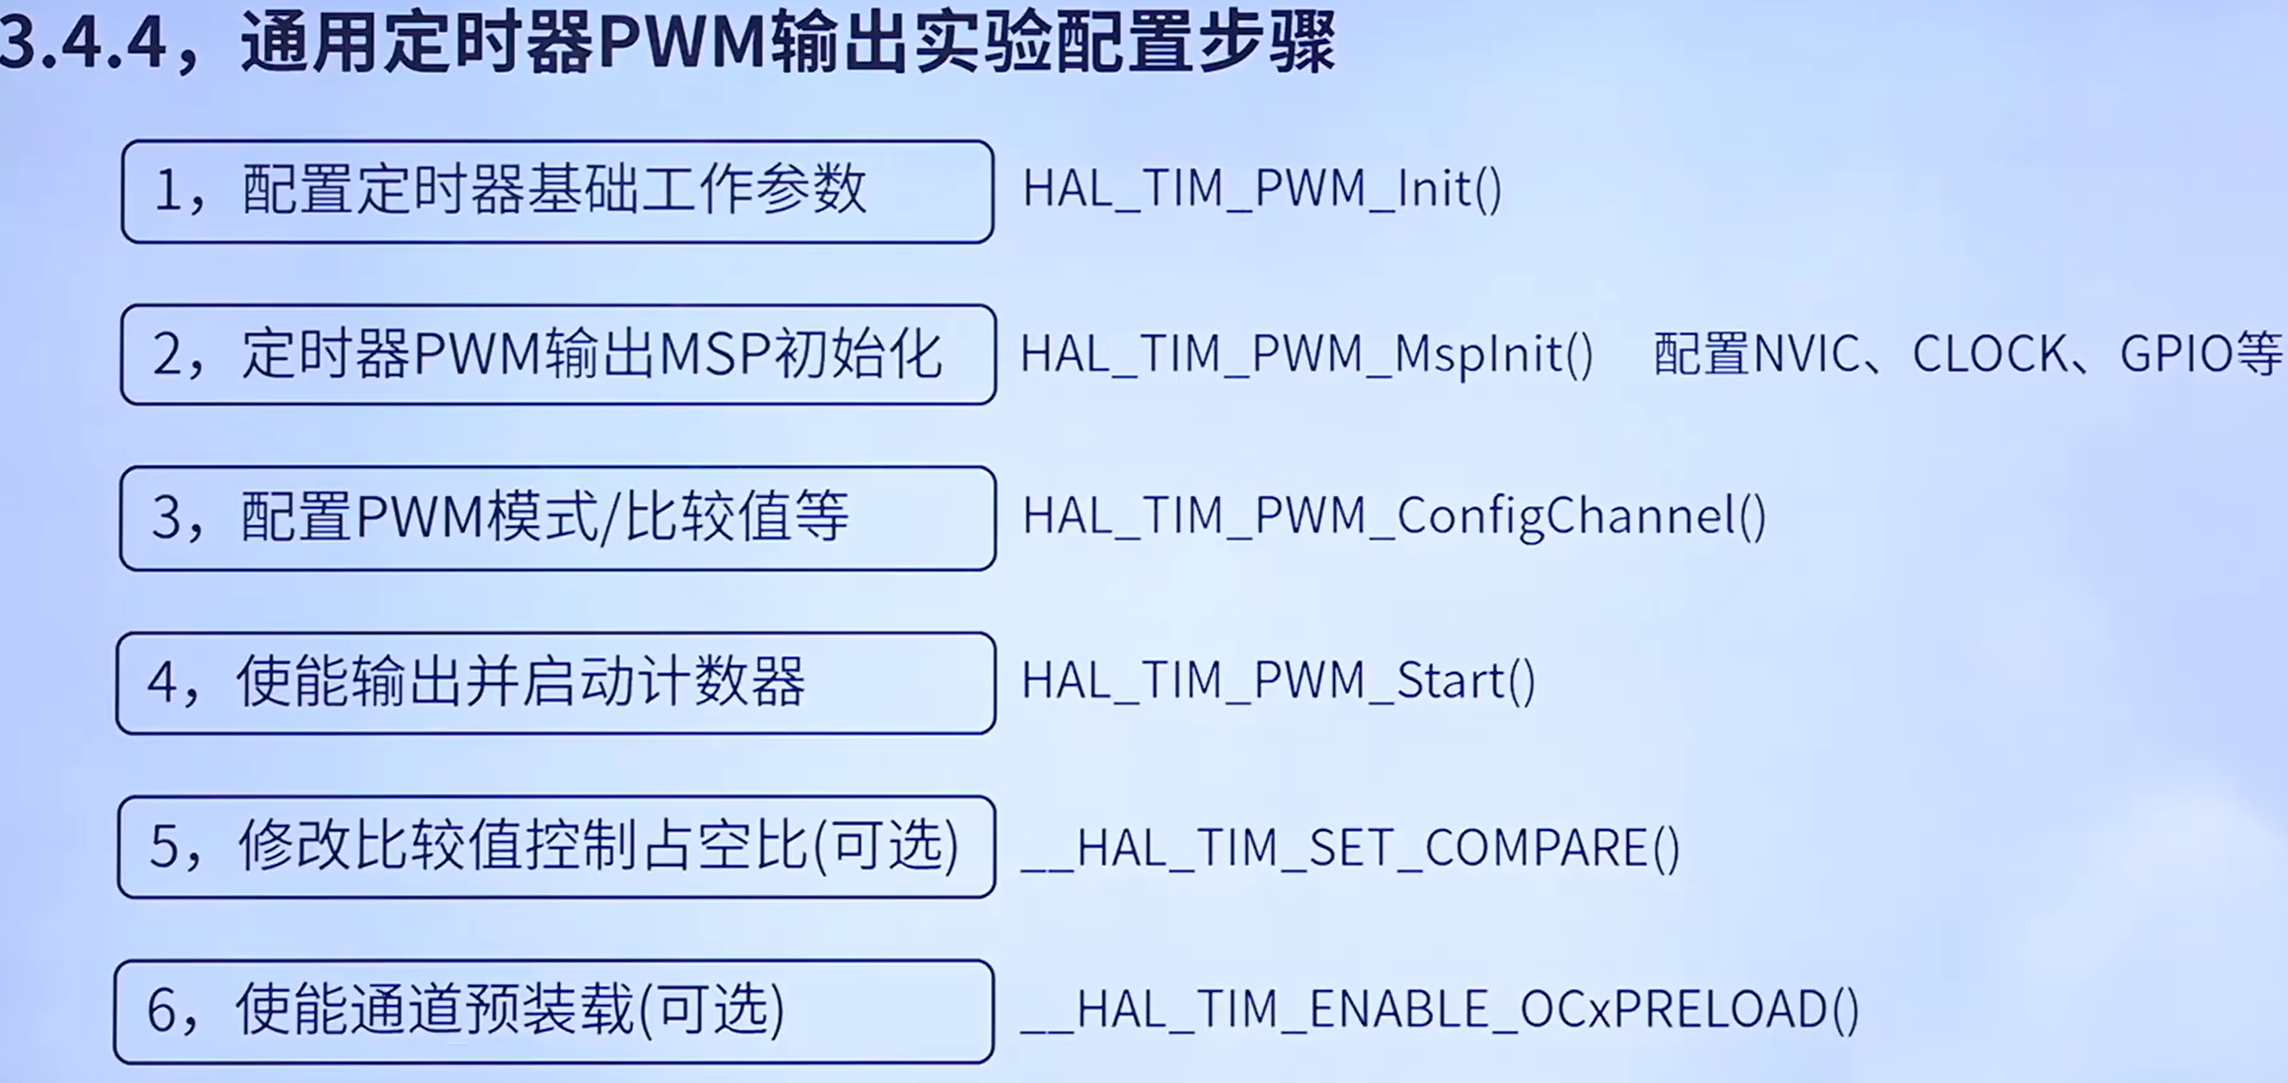 3.4.4，通用定时器PWM输出实验配置步骤
1，配置定时器基础工作参数 HAL_TIM_PWM_Init()
2，定时器PWM输出MSP初始化 HAL_TIM_PWM_MspInit() 配置NVIC、CLOCK、GPIO等
3，配置PWM模式/比较值等 HAL_TIM_PWM_ConfigChannel()
4，使能输出并启动计数器 HAL_TIM_PWM_Start()
5，修改比较值控制占空比(可选) __HAL_TIM_SET_COMPARE()
6，使能通道预装载(可选) __HAL_TIM_ENABLE_OCxPRELOAD()